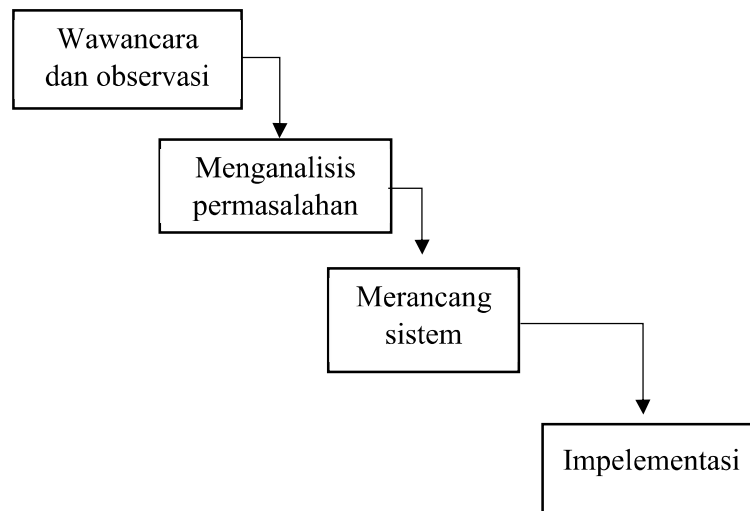 Wawancara
dan observasi
Menganalisis
permasalahan
Merancang
sistem
Impelementasi